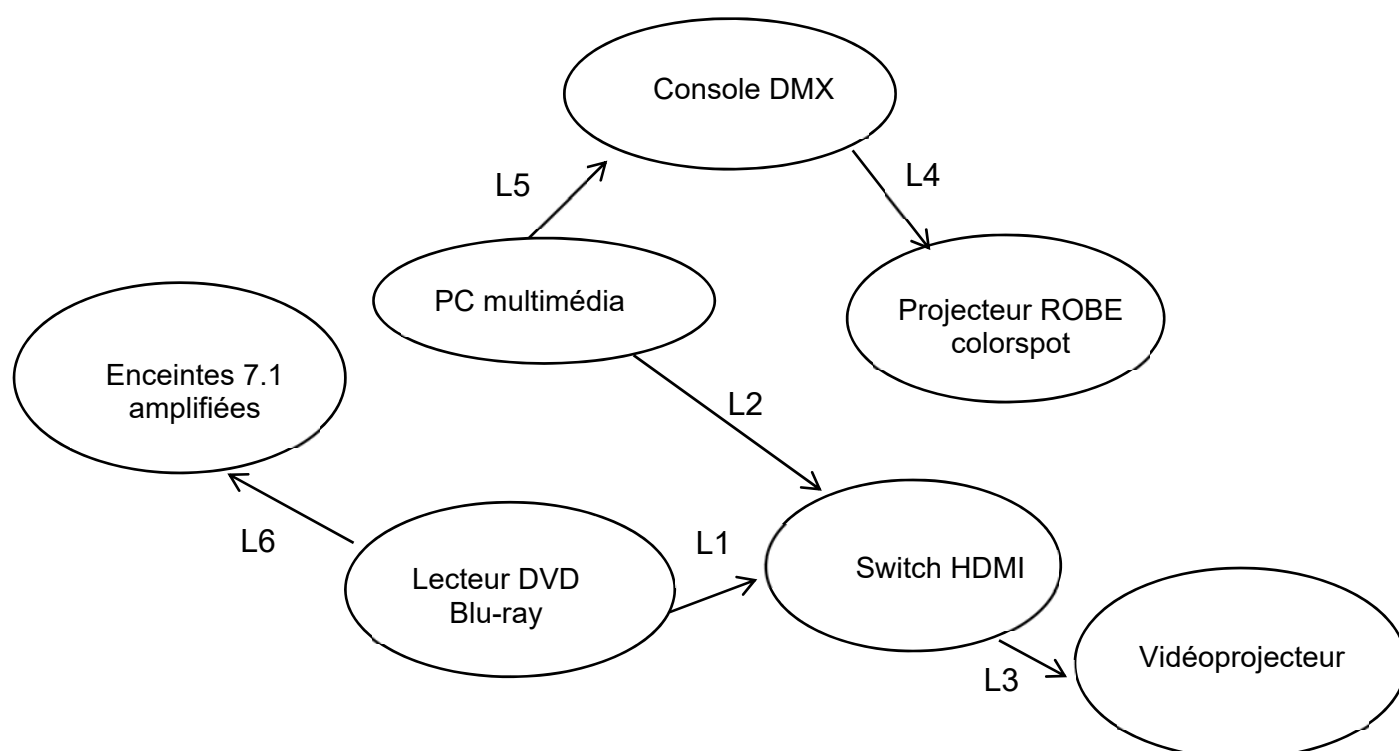 Console DMX
L5
L4
PC multimédia
Projecteur ROBE
colorspot
Enceintes 7.1
amplifiées
L2
L6
L1
Lecteur DVD
Blu-ray
Switch HDMI
L3
Vidéoprojecteur